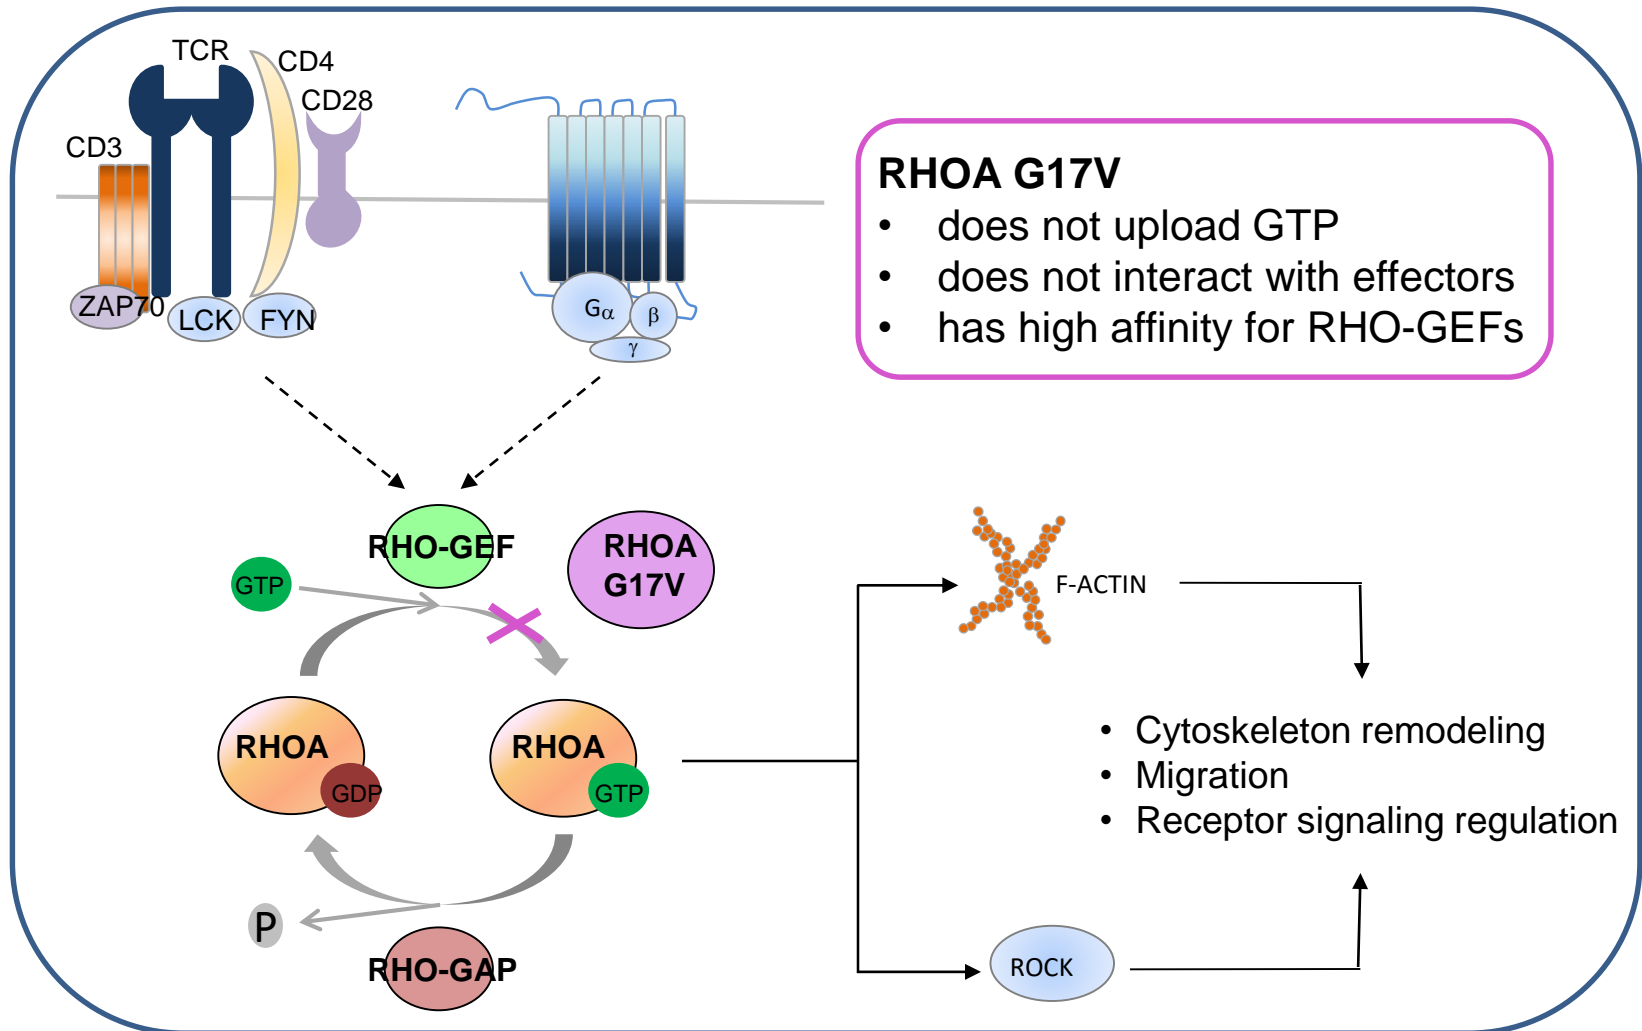 TCR
CD4
CD28
CD3
ZAP70
LCK
FYN
Gα
β
γ
RHOA G17V
• does not upload GTP
• does not interact with effectors
• has high affinity for RHO-GEFs
RHO-GEF
RHOA
G17V
GTP
F-ACTIN
RHOA
GDP
RHOA
GTP
• Cytoskeleton remodeling
• Migration
• Receptor signaling regulation
P
RHO-GAP
ROCK